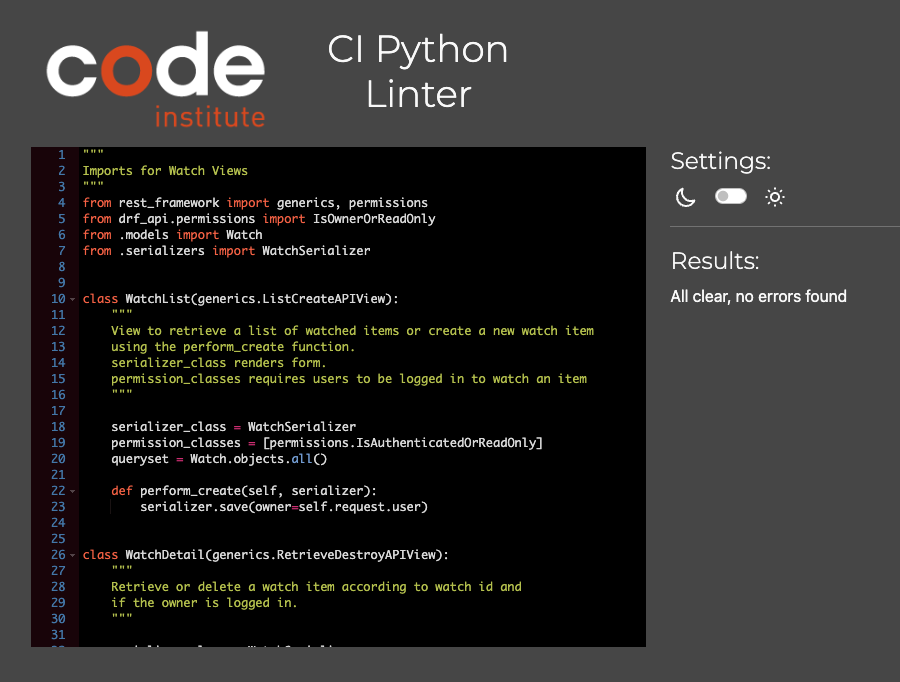 code
institute
CI Python
Linter
1 """
2 Imports for Watch Views
3 """
4 from rest_framework import generics, permissions
5 from drf_api.permissions import IsOwnerOrReadOnly
6 from .models import Watch
7 from .serializers import WatchSerializer
8
9
10 class WatchList(generics.ListCreateAPIView):
11     """
12     View to retrieve a list of watched items or create a new watch item
13     using the perform_create function.
14     serializer_class renders form.
15     permission_classes requires users to be logged in to watch an item
16     """
17
18     serializer_class = WatchSerializer
19     permission_classes = [permissions.IsAuthenticatedOrReadOnly]
20     queryset = Watch.objects.all()
21
22     def perform_create(self, serializer):
23         serializer.save(owner=self.request.user)
24
25
26 class WatchDetail(generics.RetrieveDestroyAPIView):
27     """
28     Retrieve or delete a watch item according to watch id and
29     if the owner is logged in.
30     """
31
Settings:
Results:
All clear, no errors found